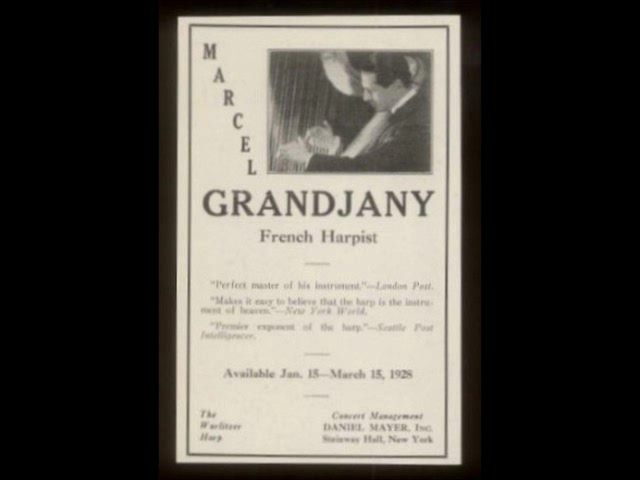 MARCEL
GRANDJANY
French Harpist
"Perfect master of his instrument."—London Post.
"Makes it easy to believe that the harp is the instru-
ment of heaven."—New York World.
"Premier exponent of the harp."—Seattle Post
Intelligencer.
Available Jan. 15—March 15, 1928
The
Wurlitzer
Harp
Concert Management
DANIEL MAYER, INC.
Steinway Hall, New York